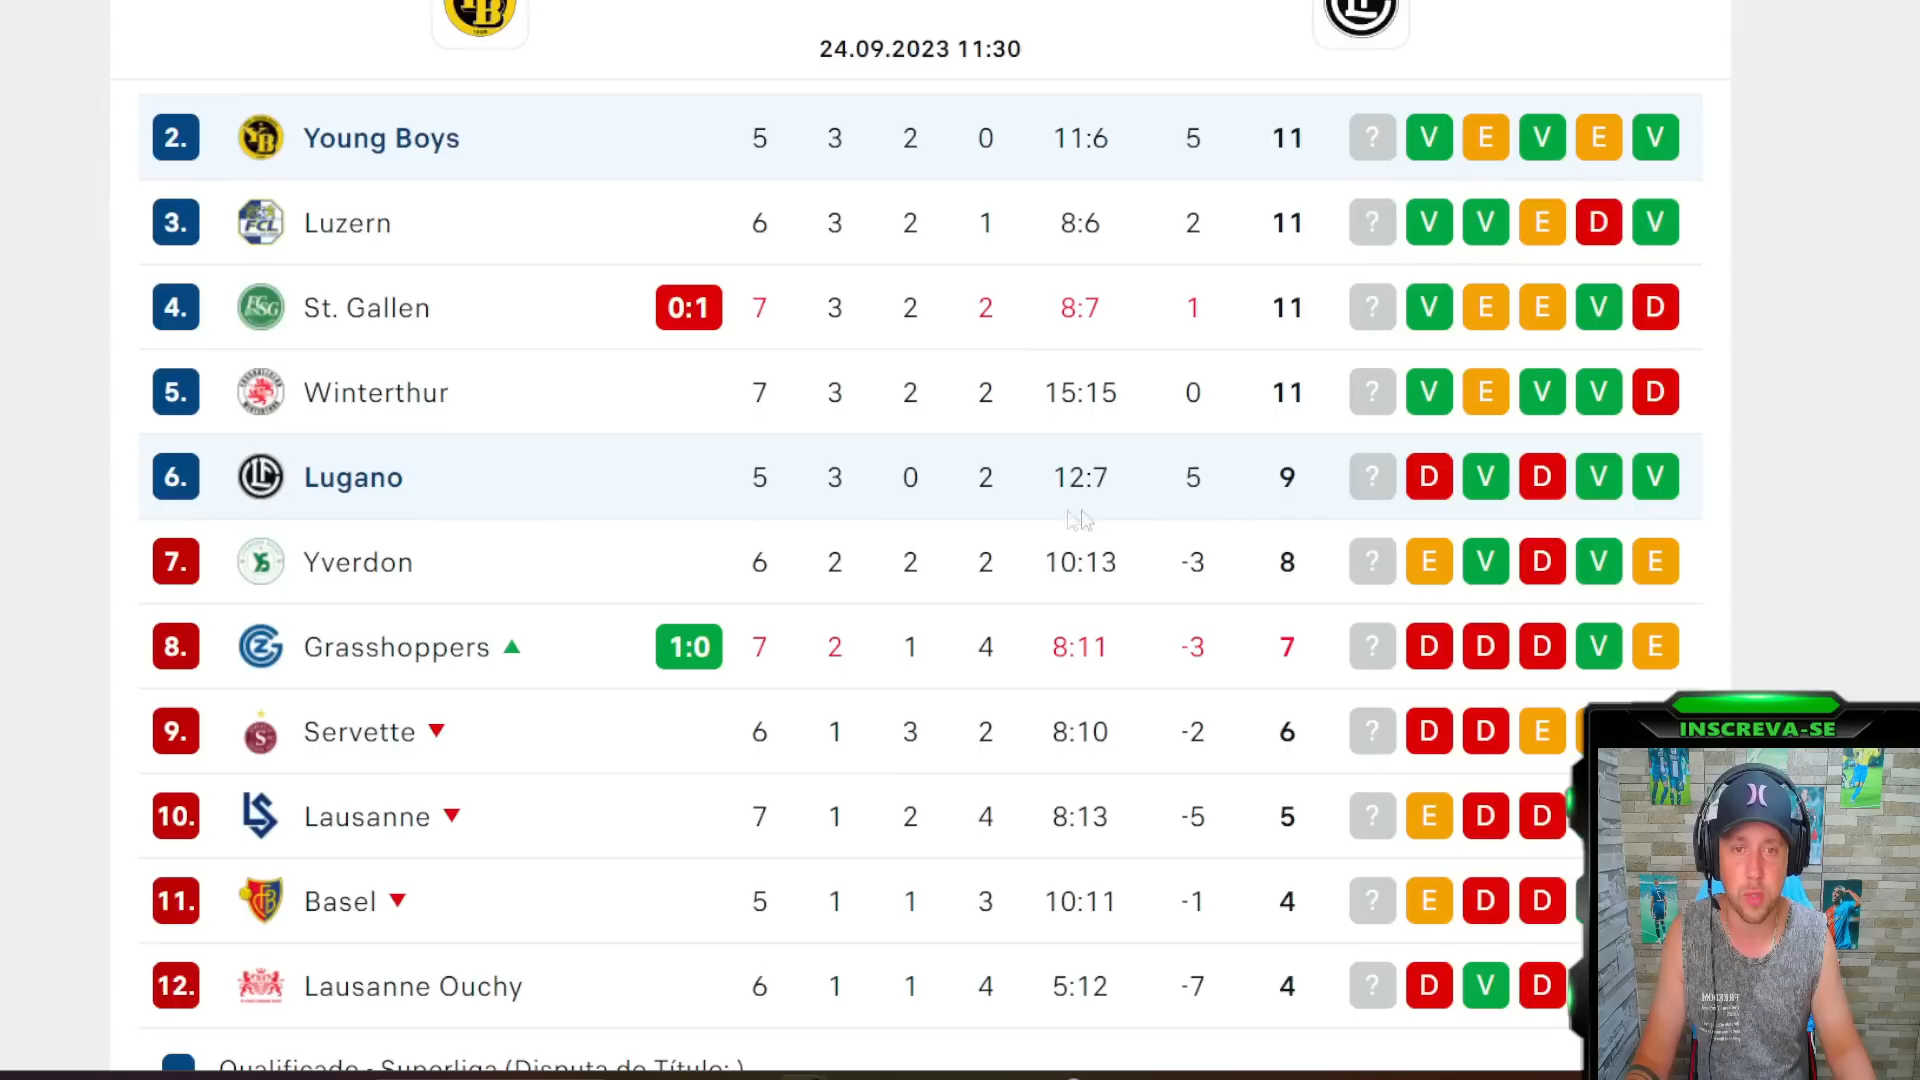 24.09.2023 11:30
2. Young Boys 5 3 2 0 11:6 5 11 ? V E V E V
3. Luzern 6 3 2 1 8:6 2 11 ? V V E D V
4. St. Gallen 0:1 7 3 2 2 8:7 1 11 ? V E E V D
5. Winterthur 7 3 2 2 15:15 0 11 ? V E V V D
6. Lugano 5 3 0 2 12:7 5 9 ? D V D V V
7. Yverdon 6 2 2 2 10:13 -3 8 ? E V D V E
8. Grasshoppers 1:0 7 2 1 4 8:11 -3 7 ? D D D V E
9. Servette 6 1 3 2 8:10 -2 6 ? D D E
10. Lausanne 7 1 2 4 8:13 -5 5 ? E D D
11. Basel 5 1 1 3 10:11 -1 4 ? E D D
12. Lausanne Ouchy 6 1 1 4 5:12 -7 4 ? D V D
Qualificado - Superliga (Disputa do Título: )
INSCREVA-SE